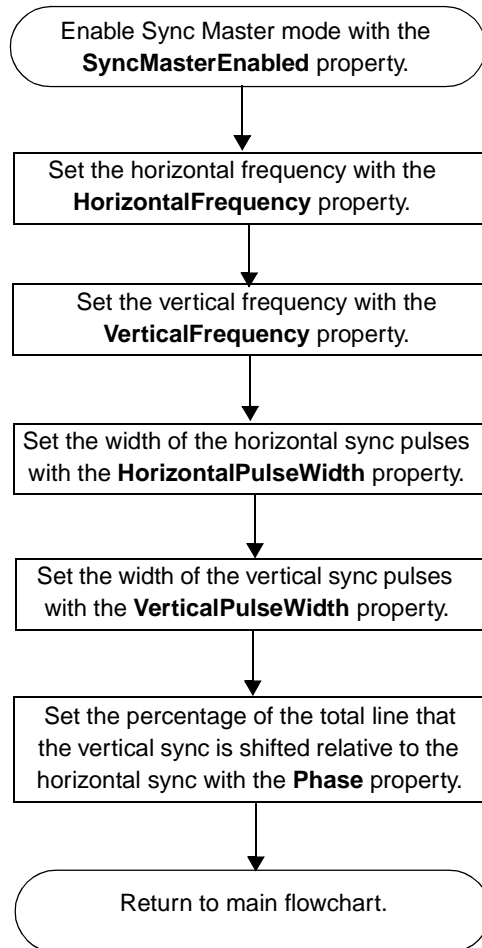 Enable Sync Master mode with the
SyncMasterEnabled property.
Set the horizontal frequency with the
HorizontalFrequency property.
Set the vertical frequency with the
VerticalFrequency property.
Set the width of the horizontal sync pulses
with the HorizontalPulseWidth property.
Set the width of the vertical sync pulses
with the VerticalPulseWidth property.
Set the percentage of the total line that
the vertical sync is shifted relative to the
horizontal sync with the Phase property.
Return to main flowchart.